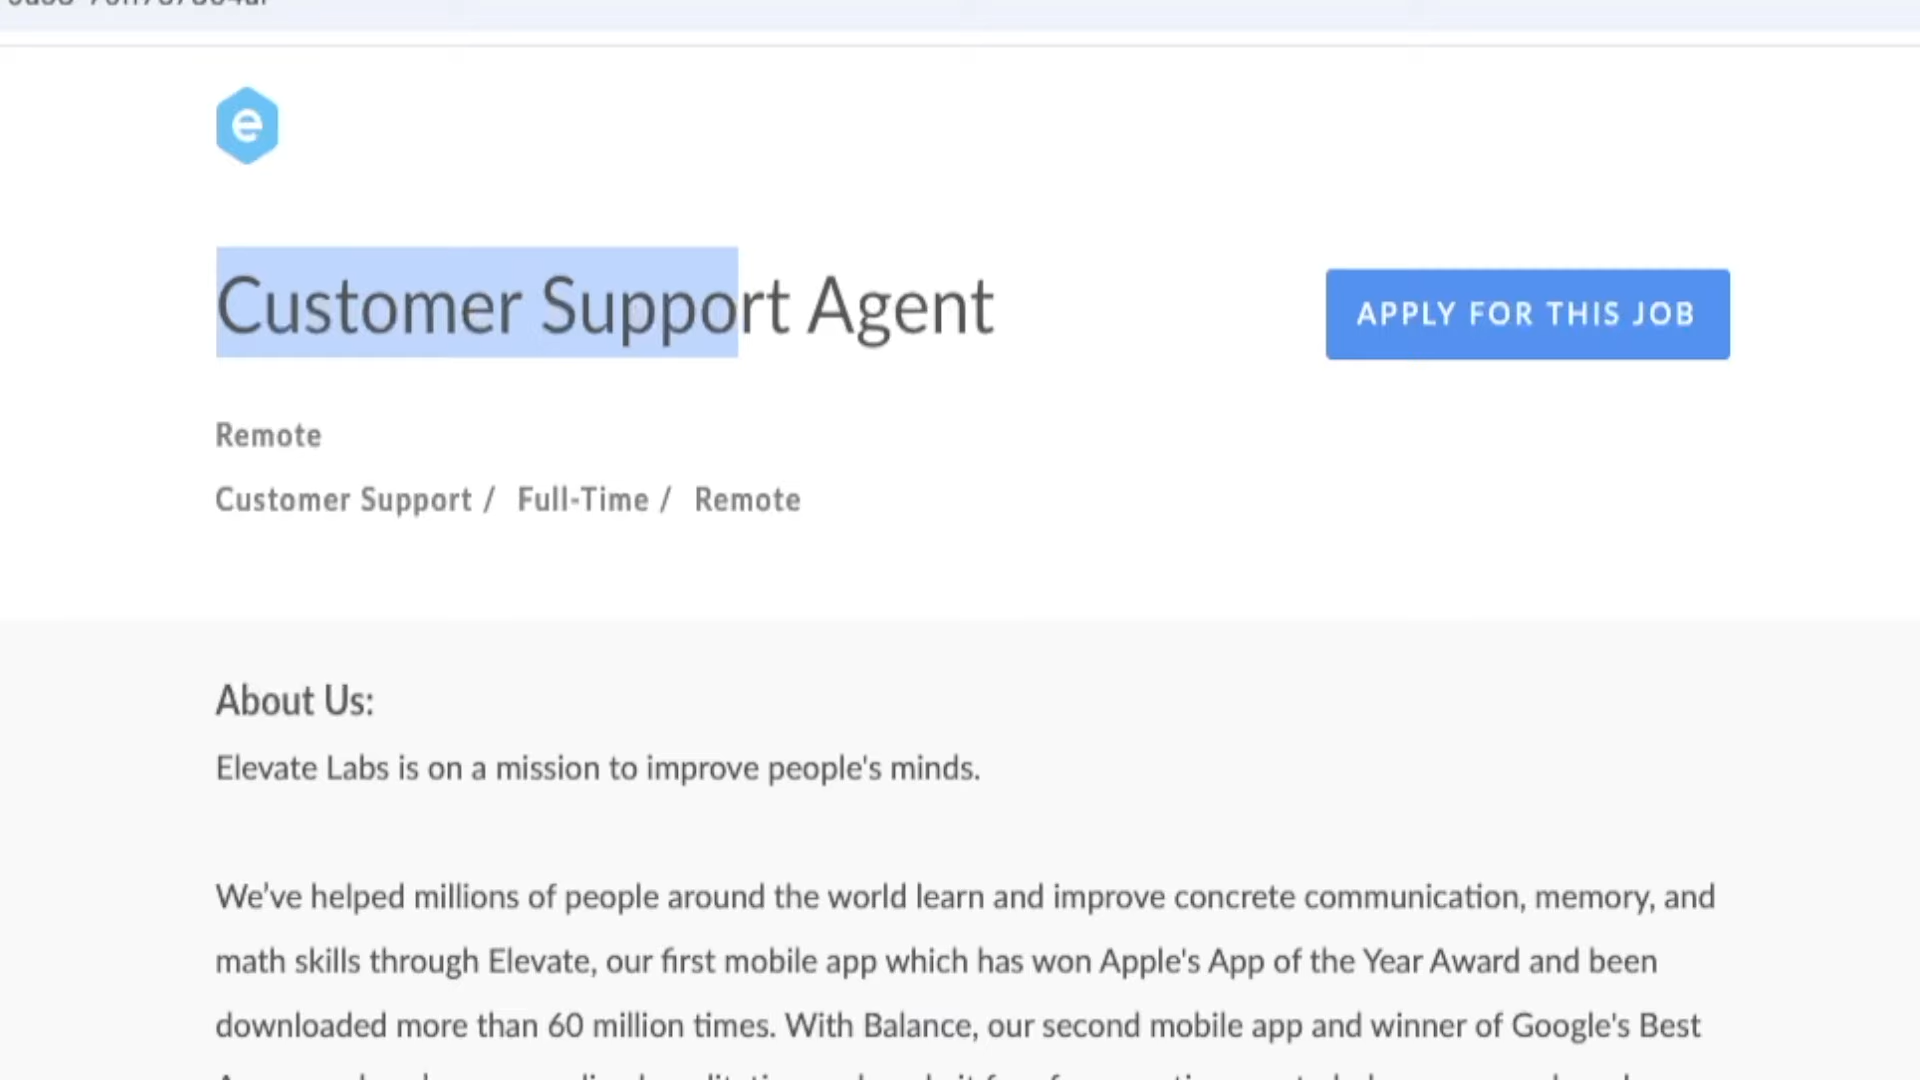 e
Customer Support Agent
APPLY FOR THIS JOB
Remote
Customer Support / Full-Time / Remote
About Us:
Elevate Labs is on a mission to improve people's minds.
We've helped millions of people around the world learn and improve concrete communication, memory, and
math skills through Elevate, our first mobile app which has won Apple's App of the Year Award and been
downloaded more than 60 million times. With Balance, our second mobile app and winner of Google's Best